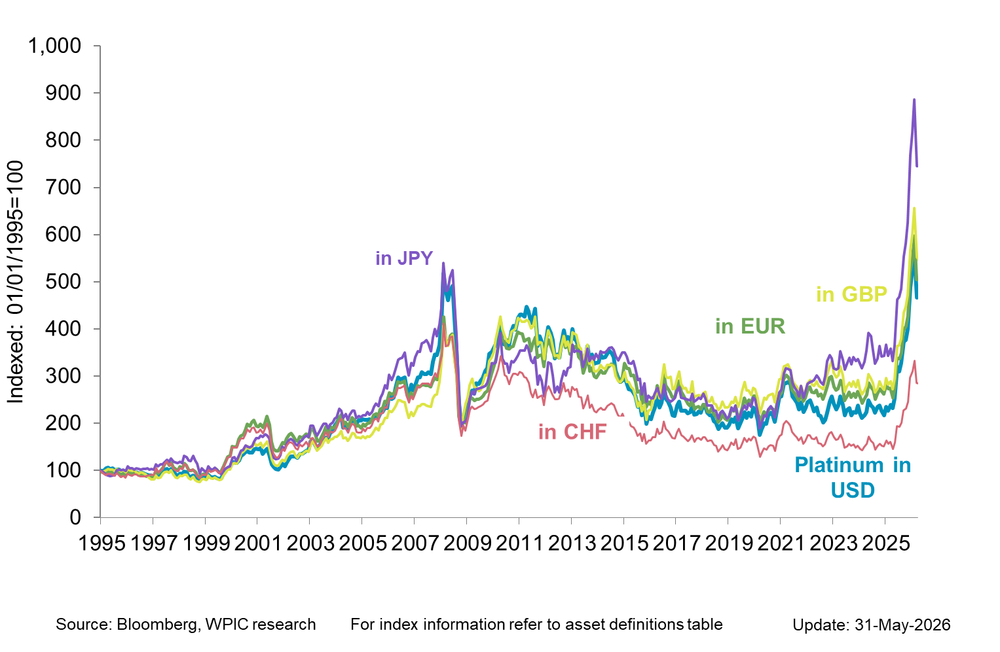 1,000
900
800
700
600
500
400
300
200
100
0
Indexed: 01/01/1995=100
in JPY
in GBP
in EUR
in CHF
Platinum in
USD
1995 1997 1999 2001 2003 2005 2007 2009 2011 2013 2015 2017 2019 2021 2023 2025
Source: Bloomberg, WPIC research For index information refer to asset definitions table Update: 31-May-2026